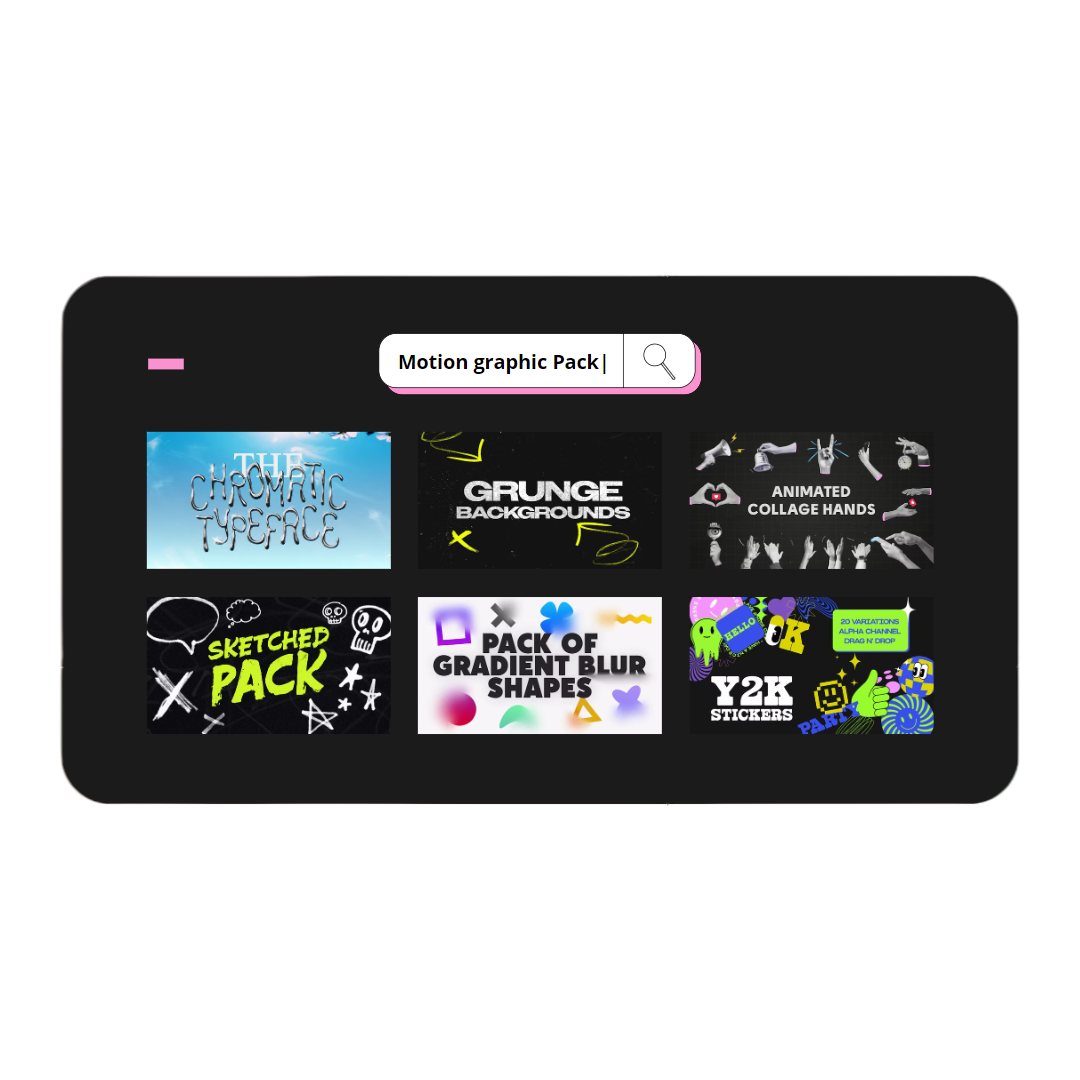 Motion graphic Pack|
THE
CHROMATIC
TYPEFACE
GRUNGE
BACKGROUNDS
ANIMATED
COLLAGE HANDS
SKETCHED
PACK
PACK OF
GRADIENT BLUR
SHAPES
HELLO
OK
20 VARIATIONS
ALPHA CHANNEL
DRAG N' DROP
Y2K
STICKERS
PARTY